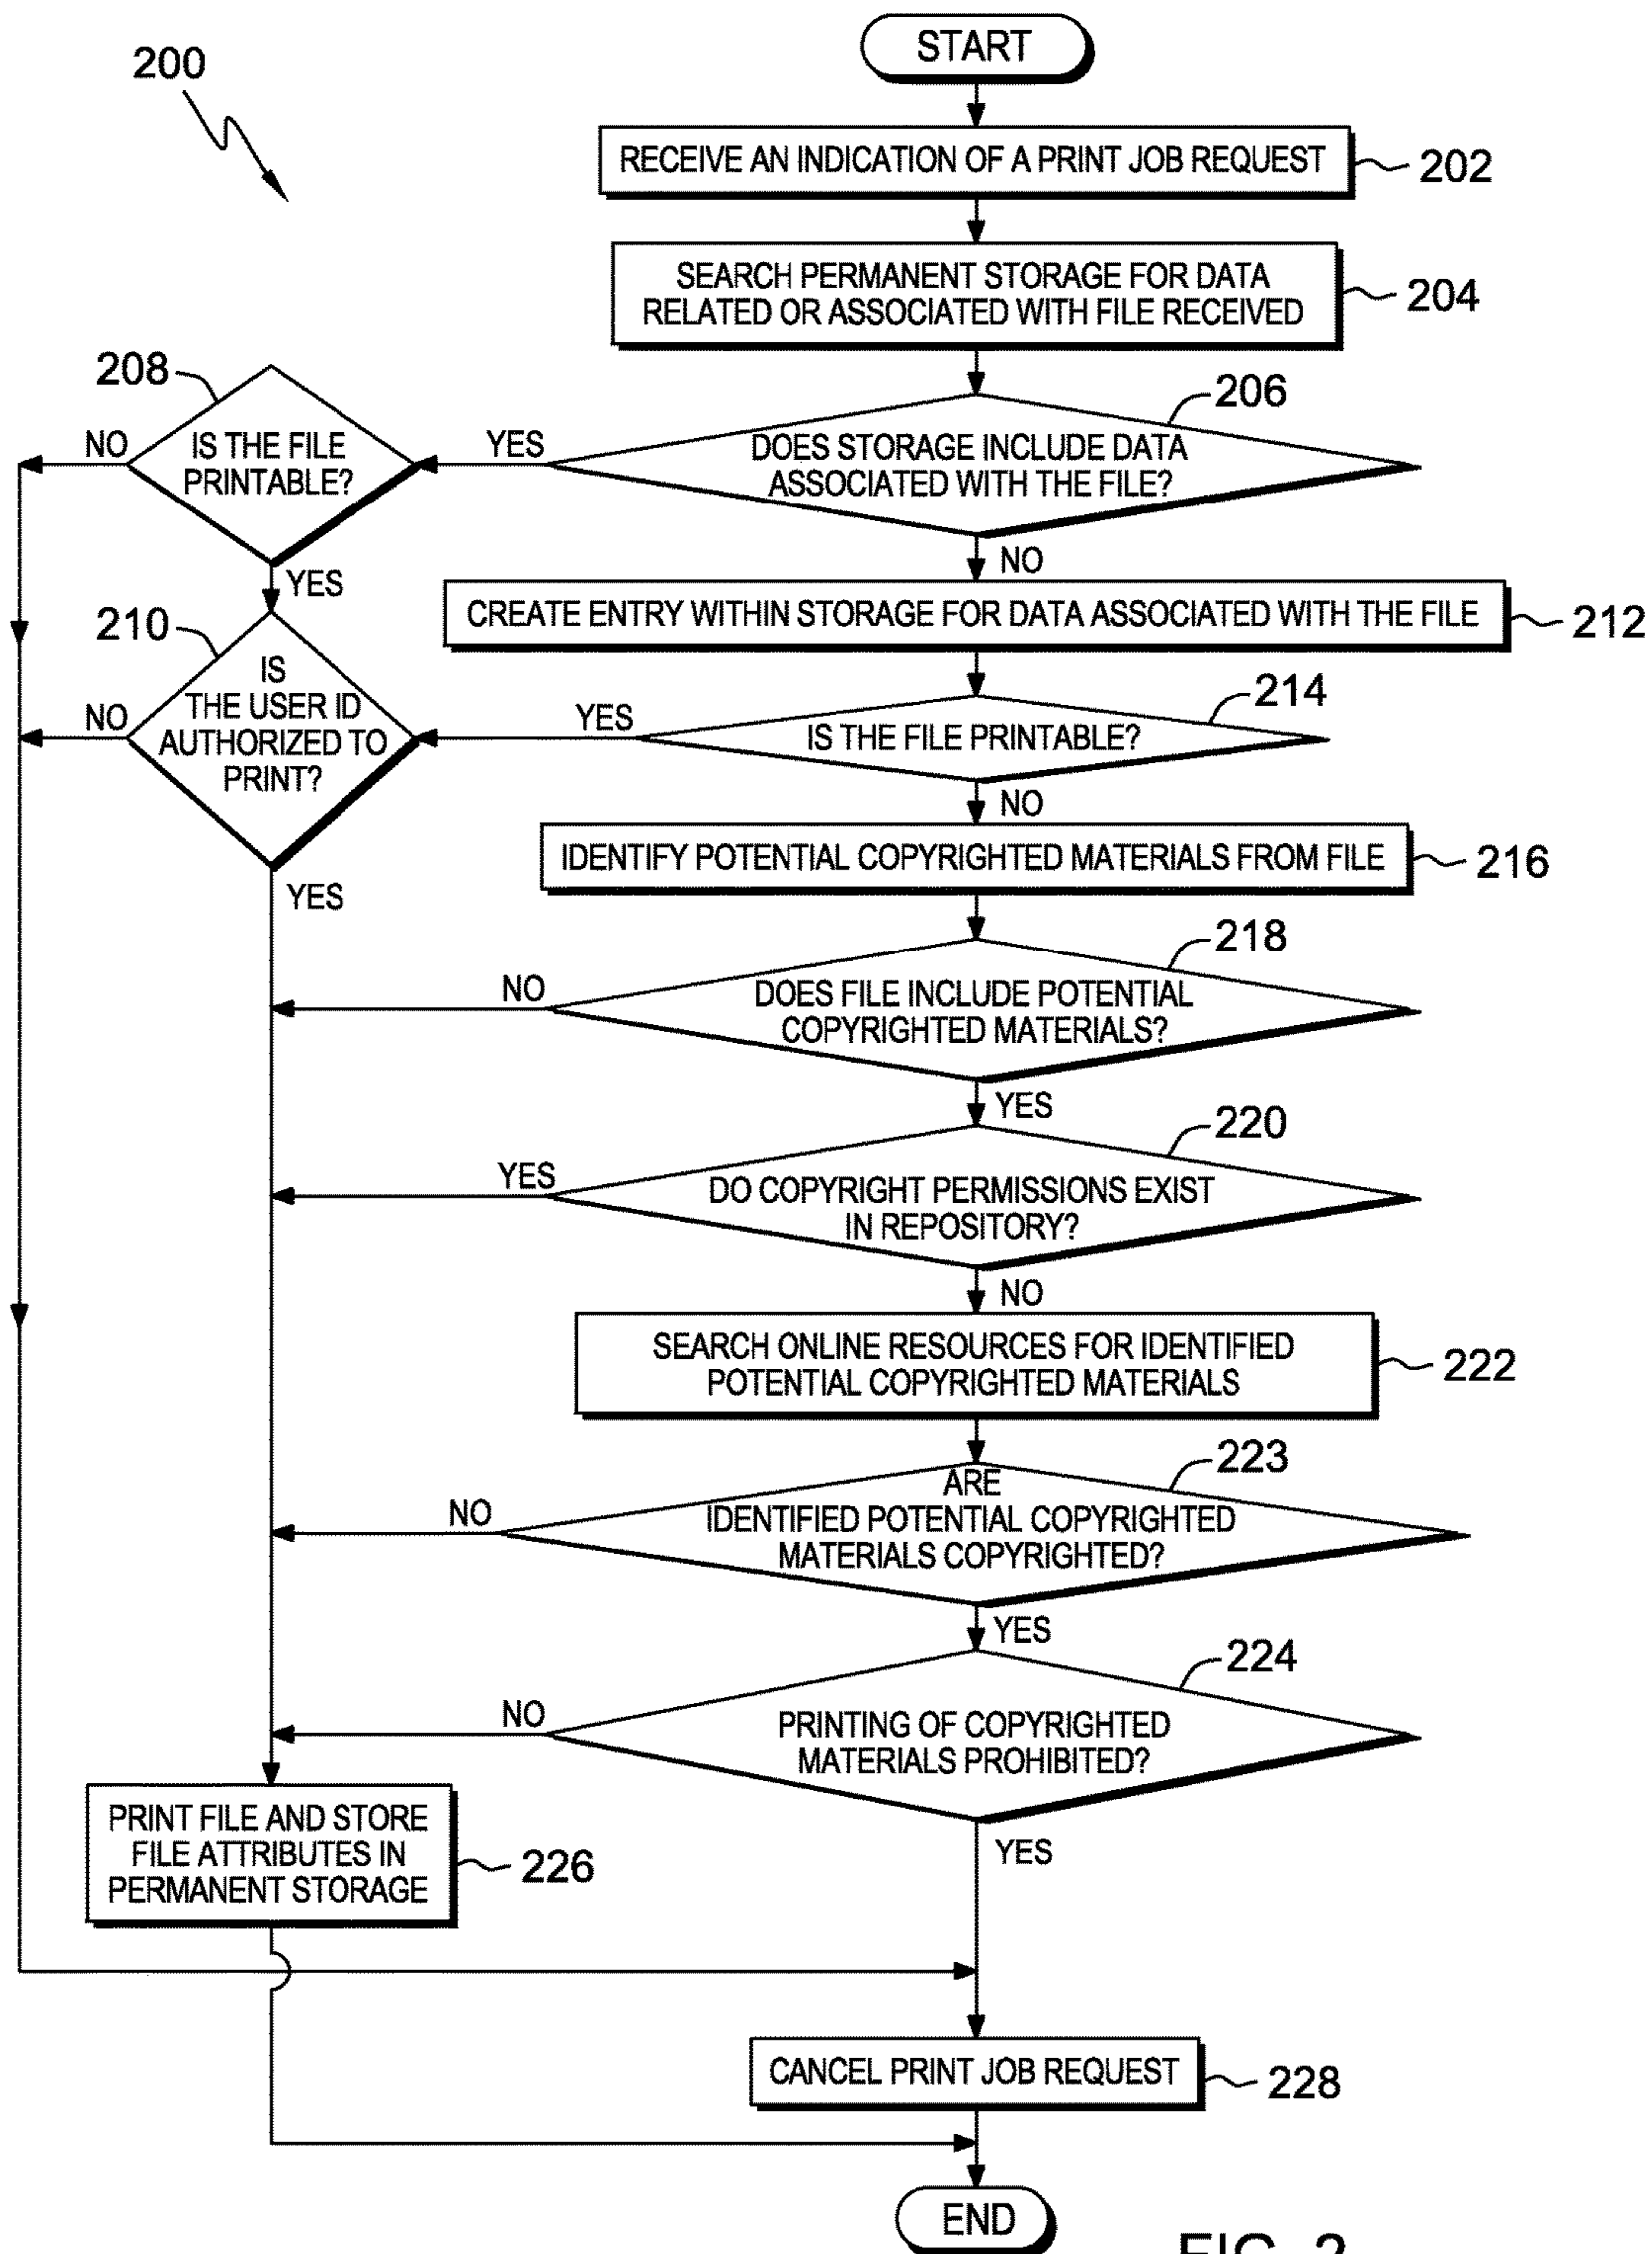 START
200
RECEIVE AN INDICATION OF A PRINT JOB REQUEST
202
SEARCH PERMANENT STORAGE FOR DATA
RELATED OR ASSOCIATED WITH FILE RECEIVED
204
206
DOES STORAGE INCLUDE DATA
ASSOCIATED WITH THE FILE?
YES
208
IS THE FILE
PRINTABLE?
NO
YES
NO
CREATE ENTRY WITHIN STORAGE FOR DATA ASSOCIATED WITH THE FILE
212
210
IS
THE USER ID
AUTHORIZED TO
PRINT?
NO
YES
214
IS THE FILE PRINTABLE?
YES
NO
IDENTIFY POTENTIAL COPYRIGHTED MATERIALS FROM FILE
216
218
DOES FILE INCLUDE POTENTIAL
COPYRIGHTED MATERIALS?
NO
YES
220
DO COPYRIGHT PERMISSIONS EXIST
IN REPOSITORY?
YES
NO
SEARCH ONLINE RESOURCES FOR IDENTIFIED
POTENTIAL COPYRIGHTED MATERIALS
222
223
ARE
IDENTIFIED POTENTIAL COPYRIGHTED
MATERIALS COPYRIGHTED?
NO
YES
224
PRINTING OF COPYRIGHTED
MATERIALS PROHIBITED?
NO
YES
PRINT FILE AND STORE
FILE ATTRIBUTES IN
PERMANENT STORAGE
226
CANCEL PRINT JOB REQUEST
228
END
FIG. 2